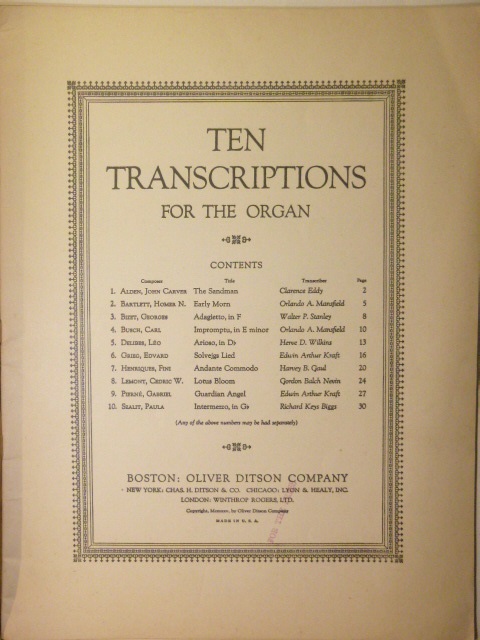 TEN
TRANSCRIPTIONS
FOR THE ORGAN
CONTENTS
Composer Title Transcriber Page
1. ALDEN, JOHN CARVER The Sandman Clarence Eddy 2
2. BARTLETT, HOMER N. Early Morn Orlando A. Mansfield 5
3. BIZET, GEORGES Adagietto, in F Walter P. Stanley 8
4. BUSCH, CARL Impromptu, in E minor Orlando A. Mansfield 10
5. DELIBES, LÉO Arioso, in D♭ Herve D. Wilkins 13
6. GRIEG, EDVARD Solvejgs Lied Edwin Arthur Kraft 16
7. HENRIQUES, FINI Andante Commodo Harvey B. Gaul 20
8. LEMONT, CEDRIC W. Lotus Bloom Gordon Balch Nevin 24
9. PIERNÉ, GABRIEL Guardian Angel Edwin Arthur Kraft 27
10. SZALIT, PAULA Intermezzo, in G♭ Richard Keys Biggs 30
(Any of the above numbers may be had separately)
BOSTON: OLIVER DITSON COMPANY
NEW YORK: CHAS. H. DITSON & CO. CHICAGO: LYON & HEALY, INC.
LONDON: WINTHROP ROGERS, LTD.
Copyright, by Oliver Ditson Company
MADE IN U. S. A.